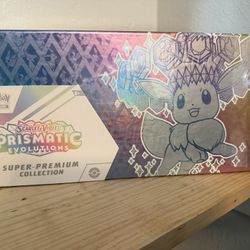 SCARLET & VIOLET
PRISMATIC
EVOLUTIONS
SUPER-PREMIUM
COLLECTION